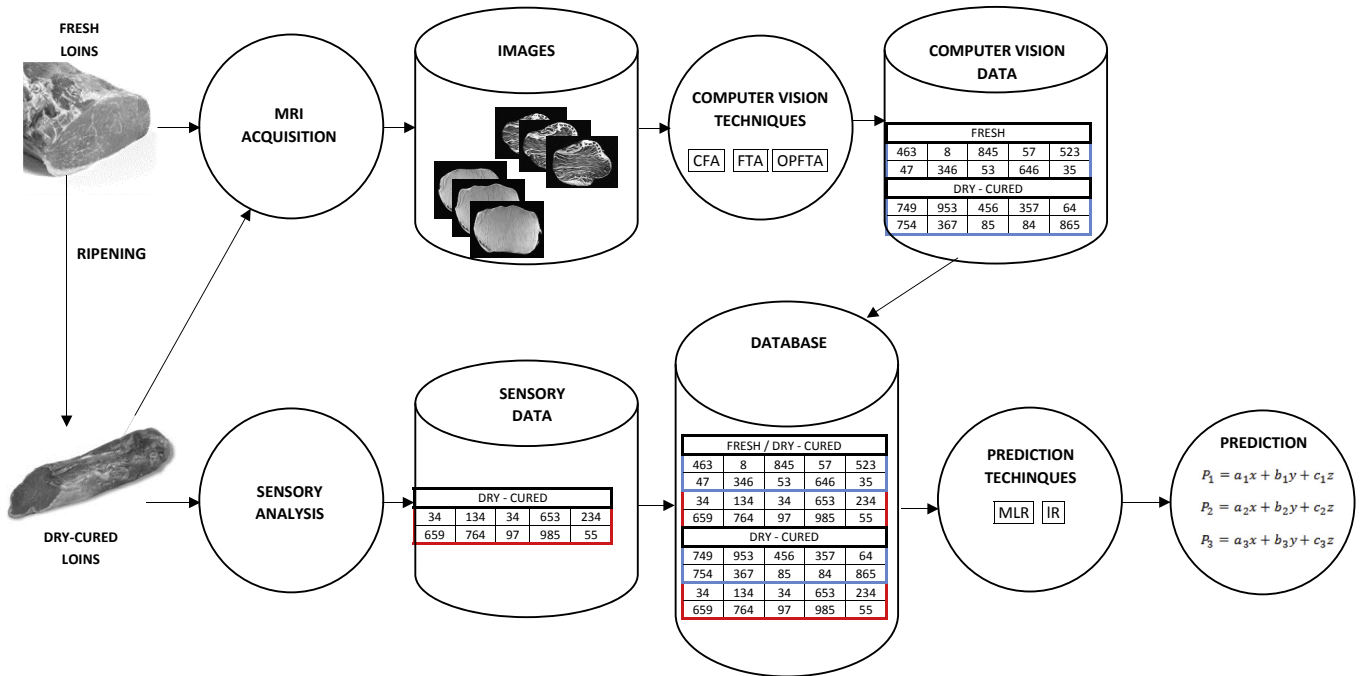 FRESH
LOINS
MRI
ACQUISITION
IMAGES
COMPUTER VISION
TECHNIQUES
CFA FTA OPFTA
COMPUTER VISION
DATA
FRESH
463 8 845 57 523
47 346 53 646 35
DRY - CURED
749 953 456 357 64
754 367 85 84 865
RIPENING
DRY-CURED
LOINS
SENSORY
ANALYSIS
SENSORY
DATA
DRY - CURED
34 134 34 653 234
659 764 97 985 55
DATABASE
FRESH / DRY - CURED
463 8 845 57 523
47 346 53 646 35
34 134 34 653 234
659 764 97 985 55
DRY - CURED
749 953 456 357 64
754 367 85 84 865
34 134 34 653 234
659 764 97 985 55
PREDICTION
TECHINQUES
MLR IR
PREDICTION
P₁ = a₁x + b₁y + c₁z
P₂ = a₂x + b₂y + c₂z
P₃ = a₃x + b₃y + c₃z